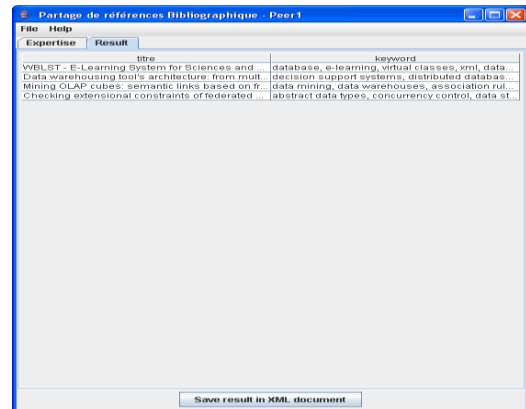 Partage de références Bibliographique - Peer1
File Help
Expertise Result
titre keyword
WBLST - E-Learning System for Sciences and ... database, e-learning, virtual classes, xml, data...
Data warehousing tool's architecture: from mult... decision support systems, distributed databas...
Mining OLAP cubes: semantic links based on fr... data mining, data warehouses, association rul...
Checking extensional constraints of federated ... abstract data types, concurrency control, data st...
Save result in XML document